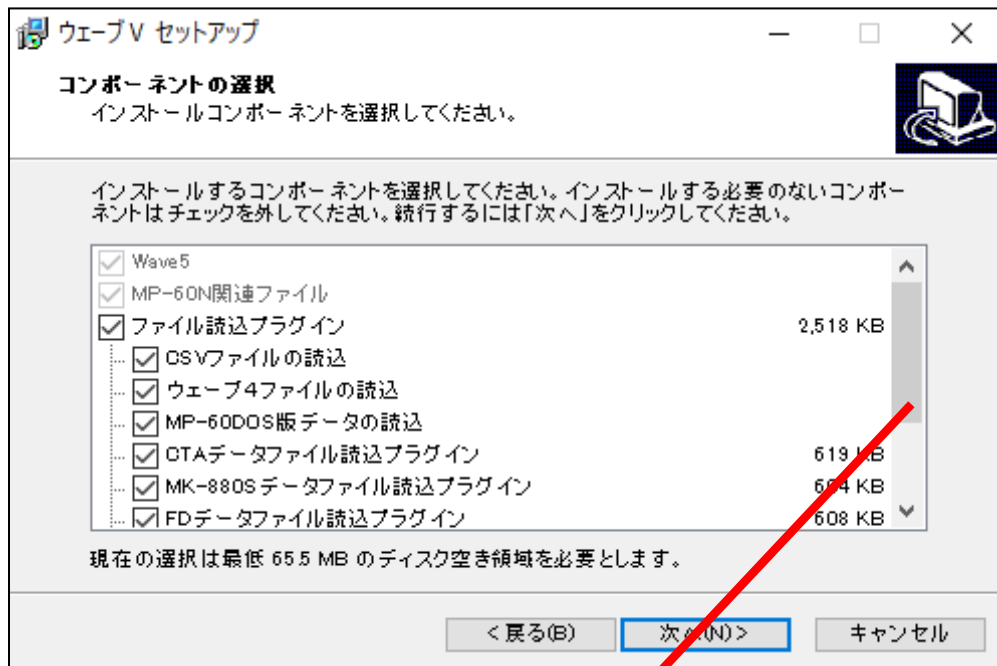 ウェーブV セットアップ
コンポーネントの選択
インストールコンポーネントを選択してください。
インストールするコンポーネントを選択してください。インストールする必要のないコンポー
ネントはチェックを外してください。続行するには「次へ」をクリックしてください。
Wave5
MP-60N関連ファイル
ファイル読込プラグイン 2,518 KB
CSVファイルの読込
ウェーブ4ファイルの読込
MP-60DOS版データの読込
CTAデータファイル読込プラグイン 619 KB
MK-880Sデータファイル読込プラグイン 604 KB
FDデータファイル読込プラグイン 608 KB
現在の選択は最低 65.5 MB のディスク空き領域を必要とします。
< 戻る(B) 次へ(N) > キャンセル